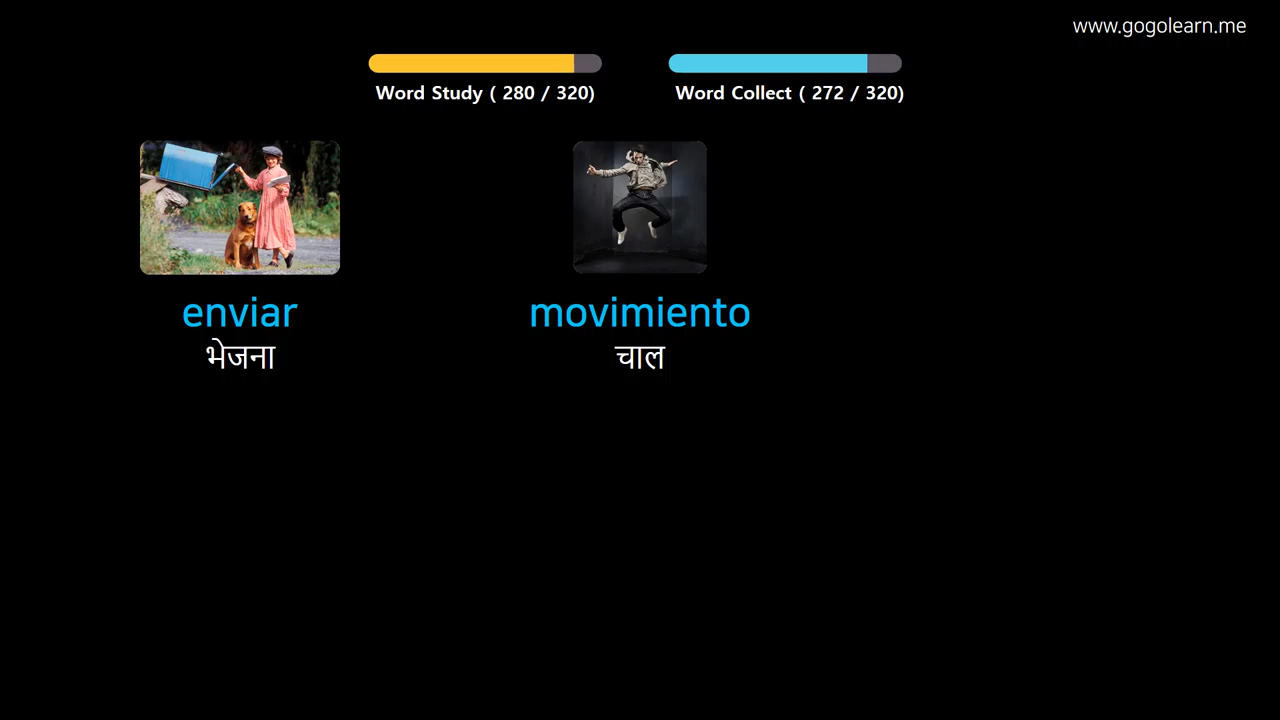 www.gogolearn.me
Word Study ( 280 / 320)
Word Collect ( 272 / 320)
enviar
भेजना
movimiento
चाल